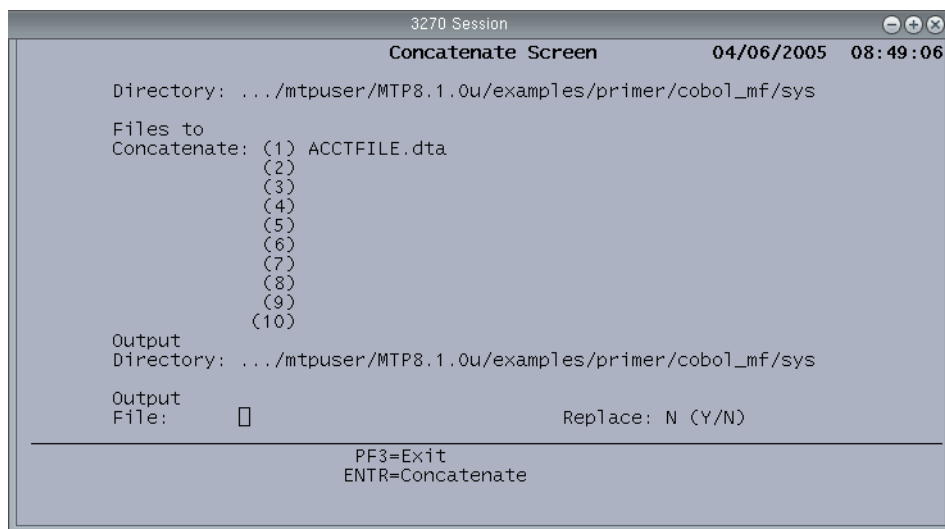 3270 Session
Concatenate Screen 04/06/2005 08:49:06
Directory: .../mtpuser/MTP8.1.0u/examples/primer/cobol_mf/sys
Files to
Concatenate: (1) ACCTFILE.dta
(2)
(3)
(4)
(5)
(6)
(7)
(8)
(9)
(10)
Output
Directory: .../mtpuser/MTP8.1.0u/examples/primer/cobol_mf/sys
Output
File: Replace: N (Y/N)
PF3=Exit
ENTR=Concatenate